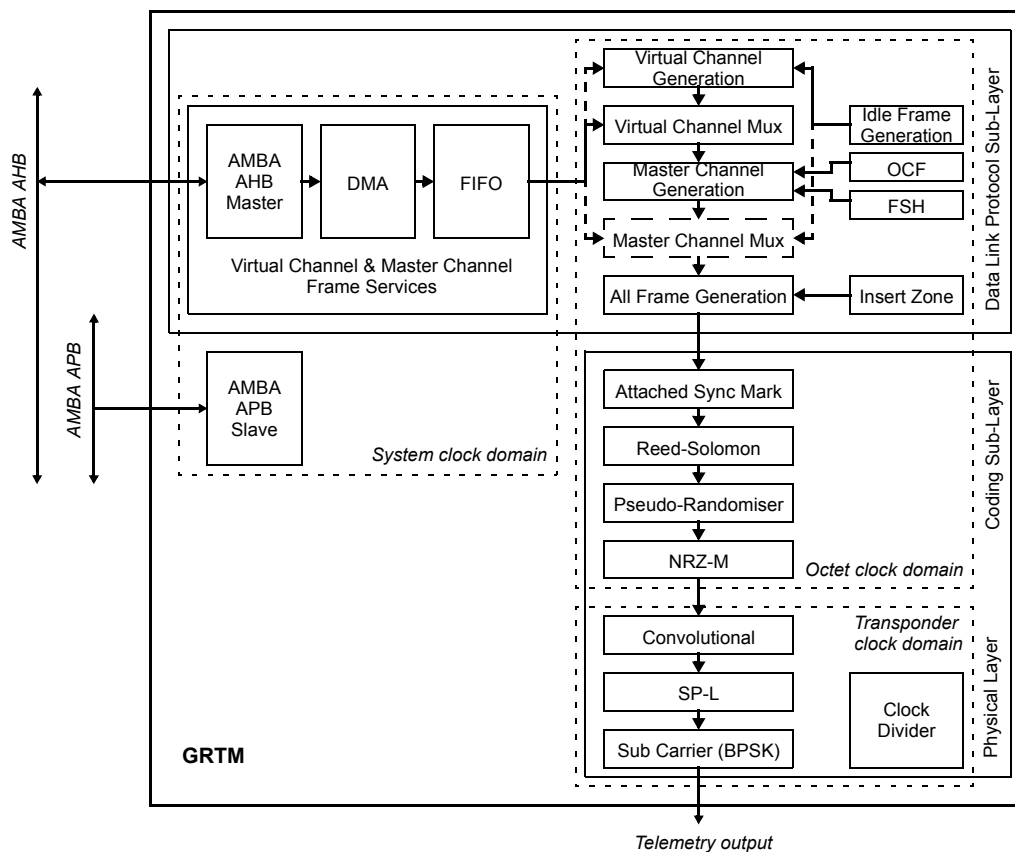 Virtual Channel
Generation
Virtual Channel Mux
Master Channel
Generation
Master Channel Mux
All Frame Generation
Idle Frame
Generation
OCF
FSH
Insert Zone
Data Link Protocol Sub-Layer
AMBA AHB
AMBA
AHB
Master
DMA
FIFO
Virtual Channel & Master Channel
Frame Services
AMBA APB
AMBA
APB
Slave
System clock domain
Attached Sync Mark
Reed-Solomon
Pseudo-Randomiser
NRZ-M
Octet clock domain
Coding Sub-Layer
Convolutional
SP-L
Sub Carrier (BPSK)
Transponder
clock domain
Clock
Divider
Physical Layer
GRTM
Telemetry output